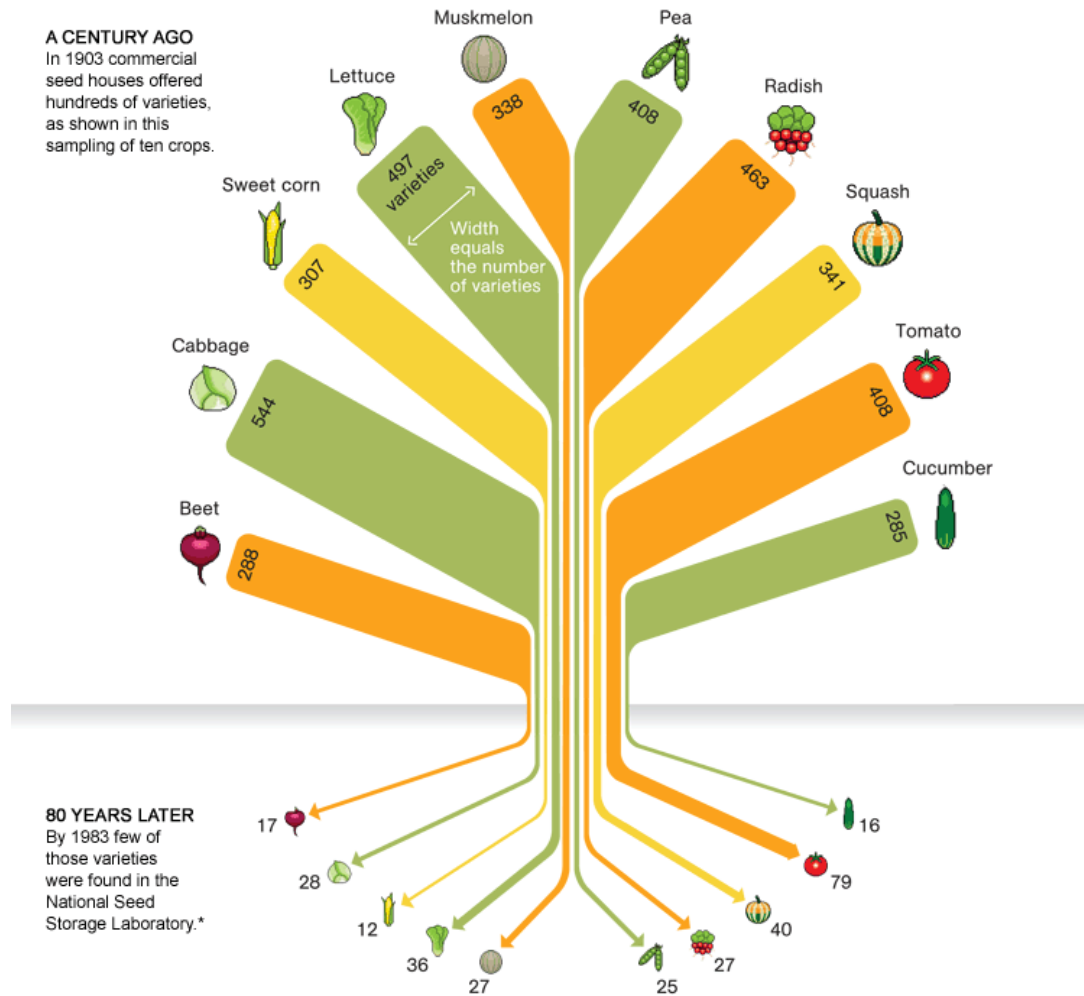 A CENTURY AGO
In 1903 commercial
seed houses offered
hundreds of varieties,
as shown in this
sampling of ten crops.
Muskmelon
338
Pea
408
Lettuce
497
varieties
Radish
463
Width
equals
the number
of varieties
Sweet corn
307
Squash
341
Cabbage
544
Tomato
408
Beet
288
Cucumber
285
80 YEARS LATER
By 1983 few of
those varieties
were found in the
National Seed
Storage Laboratory.*
17
28
12
36
27
25
27
40
79
16